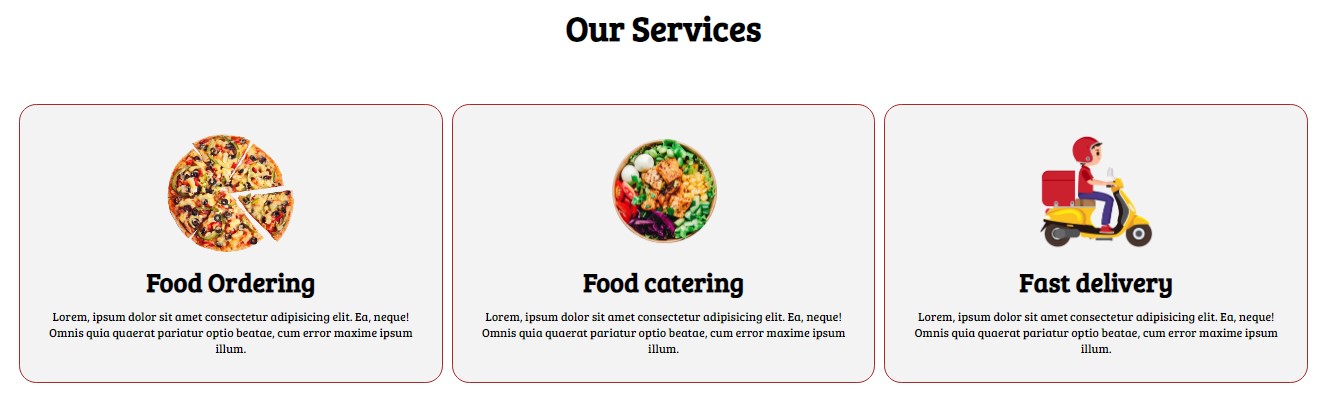 Our Services
Food Ordering
Lorem, ipsum dolor sit amet consectetur adipisicing elit. Ea, neque!
Omnis quia quaerat pariatur optio beatae, cum error maxime ipsum
illum.
Food catering
Lorem, ipsum dolor sit amet consectetur adipisicing elit. Ea, neque!
Omnis quia quaerat pariatur optio beatae, cum error maxime ipsum
illum.
Fast delivery
Lorem, ipsum dolor sit amet consectetur adipisicing elit. Ea, neque!
Omnis quia quaerat pariatur optio beatae, cum error maxime ipsum
illum.